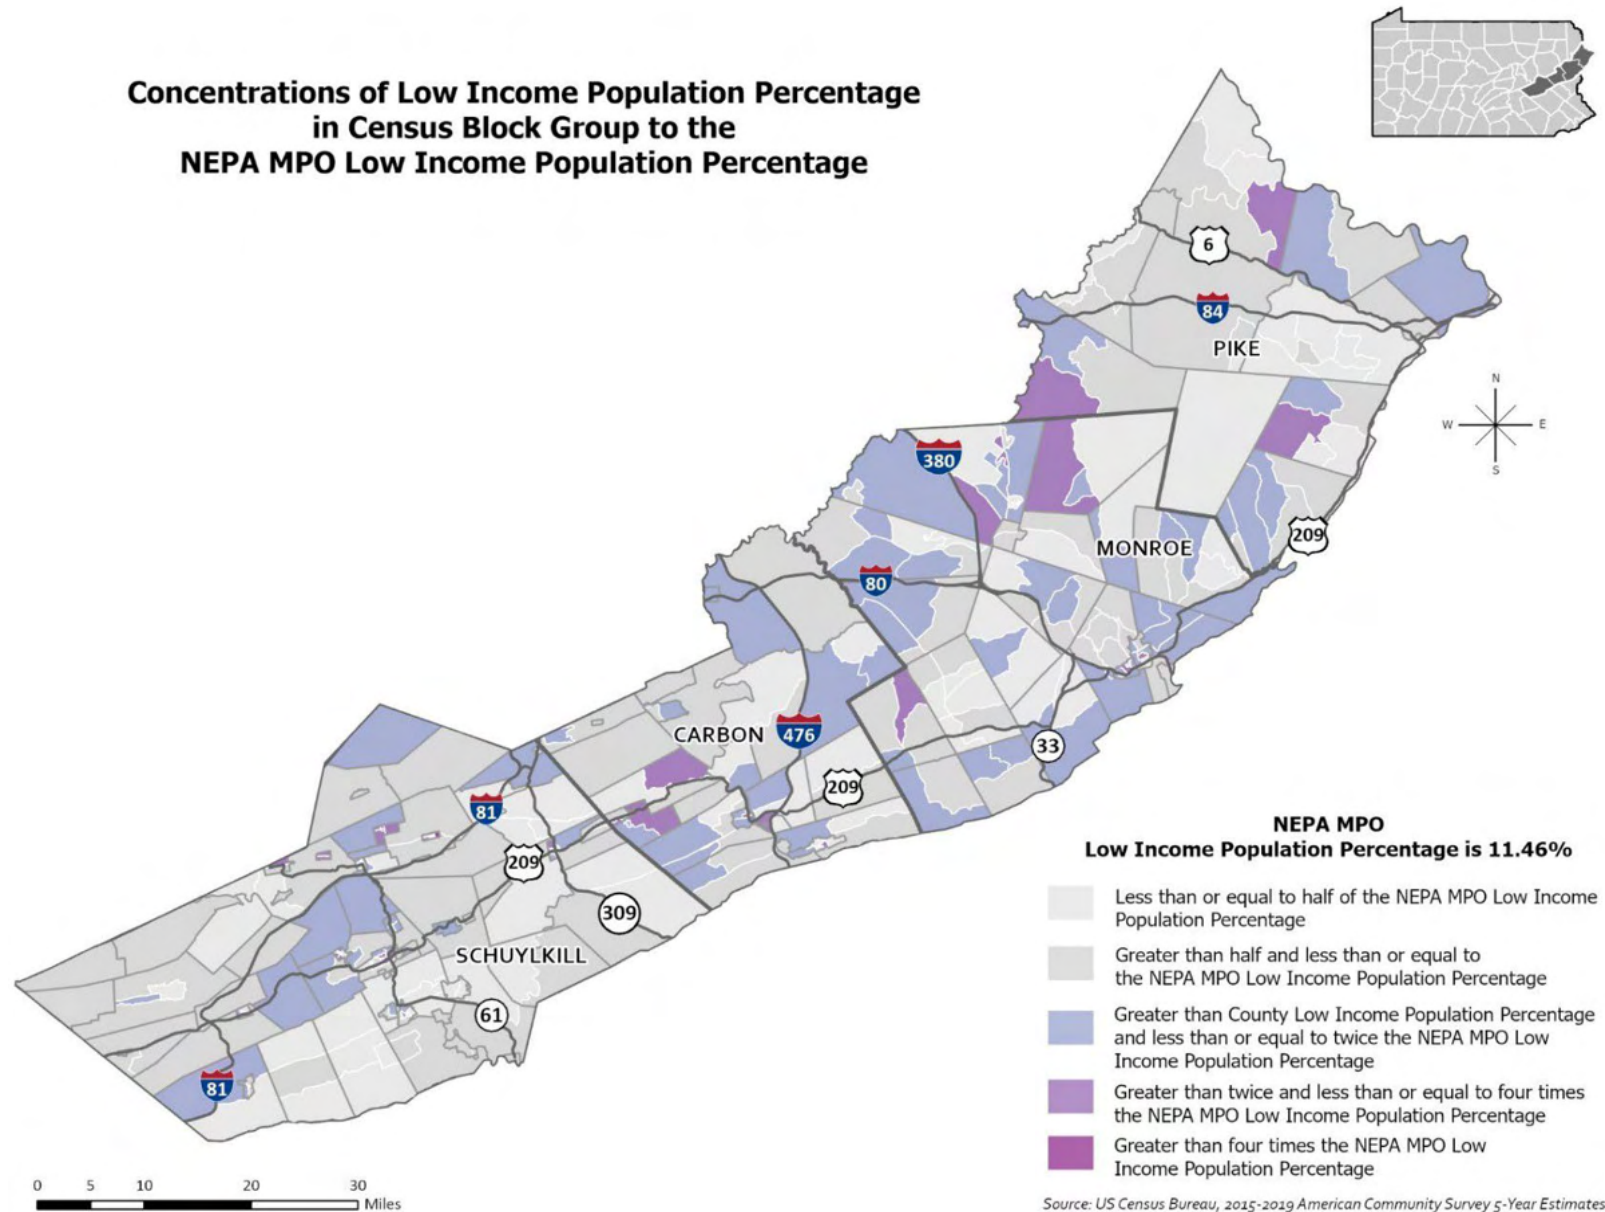 Concentrations of Low Income Population Percentage
in Census Block Group to the
NEPA MPO Low Income Population Percentage
6
84
PIKE
N
W
E
S
380
209
MONROE
80
CARBON
476
33
209
81
209
309
SCHUYLKILL
61
81
NEPA MPO
Low Income Population Percentage is 11.46%
Less than or equal to half of the NEPA MPO Low Income
Population Percentage
Greater than half and less than or equal to
the NEPA MPO Low Income Population Percentage
Greater than County Low Income Population Percentage
and less than or equal to twice the NEPA MPO Low
Income Population Percentage
Greater than twice and less than or equal to four times
the NEPA MPO Low Income Population Percentage
Greater than four times the NEPA MPO Low
Income Population Percentage
0 5 10 20 30
Miles
Source: US Census Bureau, 2015-2019 American Community Survey 5-Year Estimates